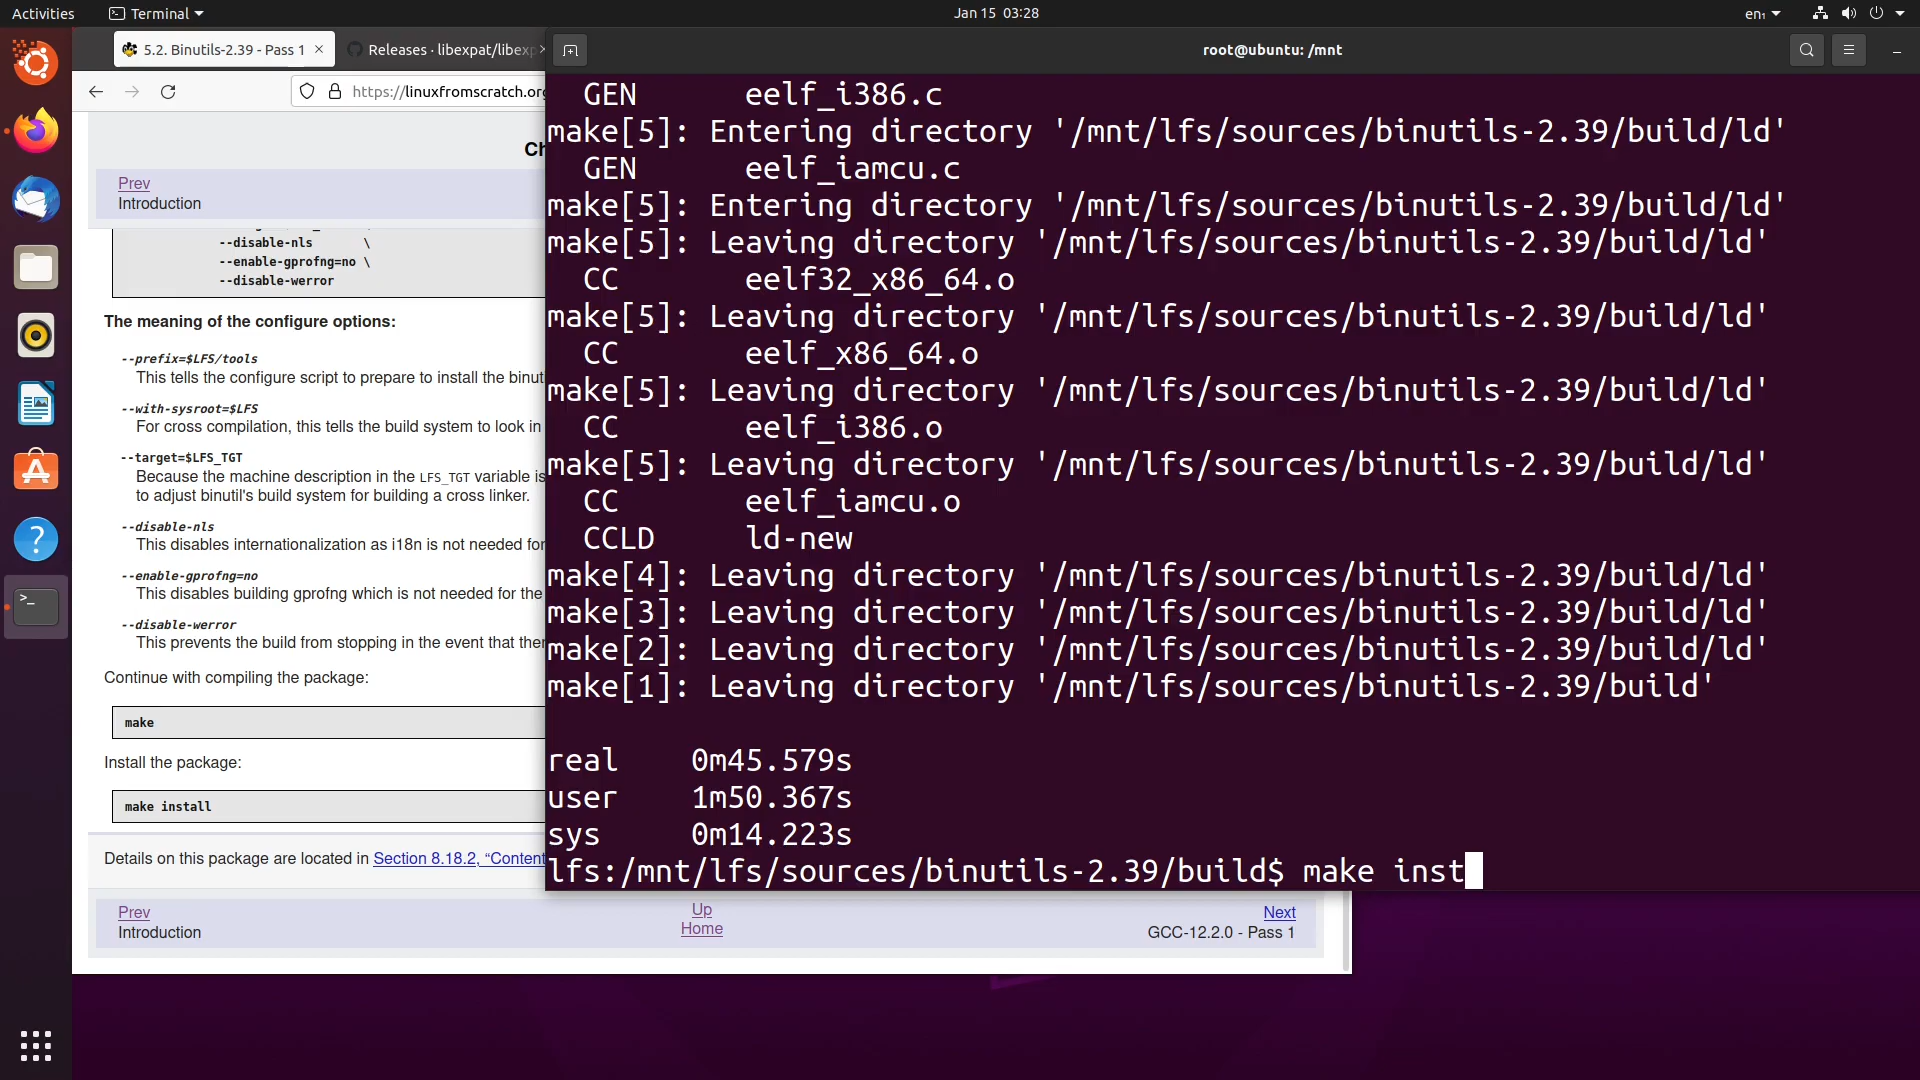 Activities
Terminal
Jan 15 03:28
en₁
5.2. Binutils-2.39 - Pass 1
Releases · libexpat/libexp
https://linuxfromscratch.org
Ch
Prev
Introduction
--disable-nls \
--enable-gprofng=no \
--disable-werror
The meaning of the configure options:
--prefix=$LFS/tools
This tells the configure script to prepare to install the binut
--with-sysroot=$LFS
For cross compilation, this tells the build system to look in
--target=$LFS_TGT
Because the machine description in the LFS_TGT variable is
to adjust binutil's build system for building a cross linker.
--disable-nls
This disables internationalization as i18n is not needed for
--enable-gprofng=no
This disables building gprofng which is not needed for the
--disable-werror
This prevents the build from stopping in the event that ther
Continue with compiling the package:
make
Install the package:
make install
Details on this package are located in Section 8.18.2, “Content
Prev
Introduction
Up
Home
Next
GCC-12.2.0 - Pass 1
root@ubuntu: /mnt
GEN eelf_i386.c
make[5]: Entering directory '/mnt/lfs/sources/binutils-2.39/build/ld'
GEN eelf_iamcu.c
make[5]: Entering directory '/mnt/lfs/sources/binutils-2.39/build/ld'
make[5]: Leaving directory '/mnt/lfs/sources/binutils-2.39/build/ld'
CC eelf32_x86_64.o
make[5]: Leaving directory '/mnt/lfs/sources/binutils-2.39/build/ld'
CC eelf_x86_64.o
make[5]: Leaving directory '/mnt/lfs/sources/binutils-2.39/build/ld'
CC eelf_i386.o
make[5]: Leaving directory '/mnt/lfs/sources/binutils-2.39/build/ld'
CC eelf_iamcu.o
CCLD ld-new
make[4]: Leaving directory '/mnt/lfs/sources/binutils-2.39/build/ld'
make[3]: Leaving directory '/mnt/lfs/sources/binutils-2.39/build/ld'
make[2]: Leaving directory '/mnt/lfs/sources/binutils-2.39/build/ld'
make[1]: Leaving directory '/mnt/lfs/sources/binutils-2.39/build'
real 0m45.579s
user 1m50.367s
sys 0m14.223s
lfs:/mnt/lfs/sources/binutils-2.39/build$ make inst